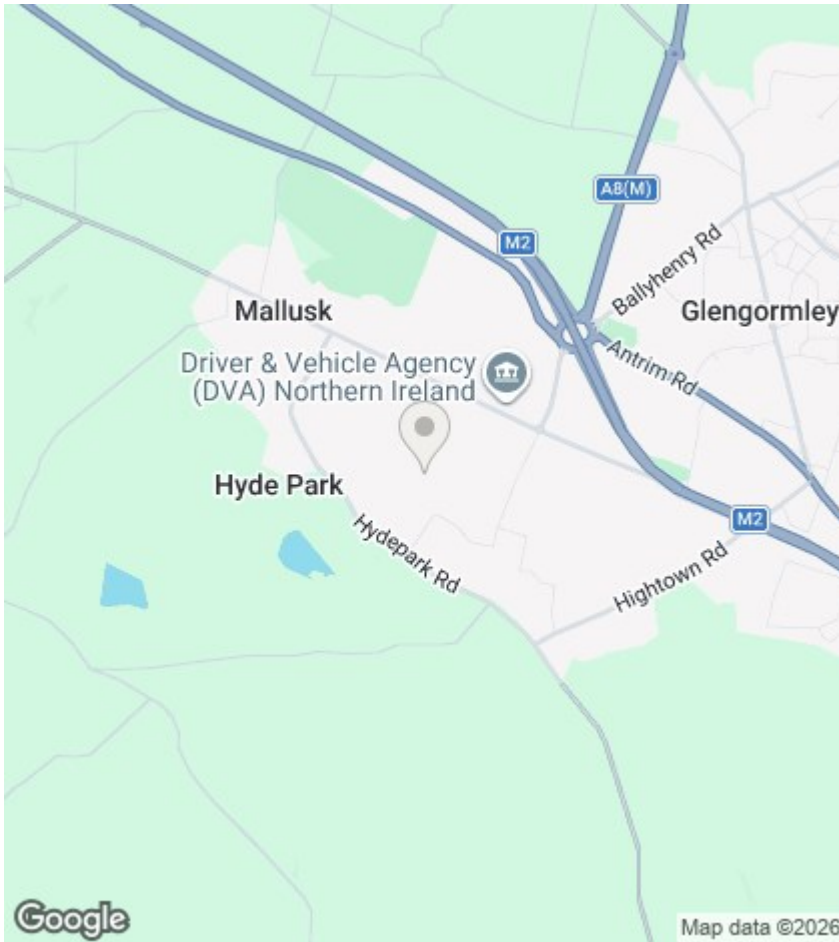 A8(M)
M2
Ballyhenry Rd
Mallusk
Glengormley
Antrim Rd
Driver & Vehicle Agency
(DVA) Northern Ireland
Hyde Park
M2
Hydepark Rd
Hightown Rd
Google
Map data ©2026